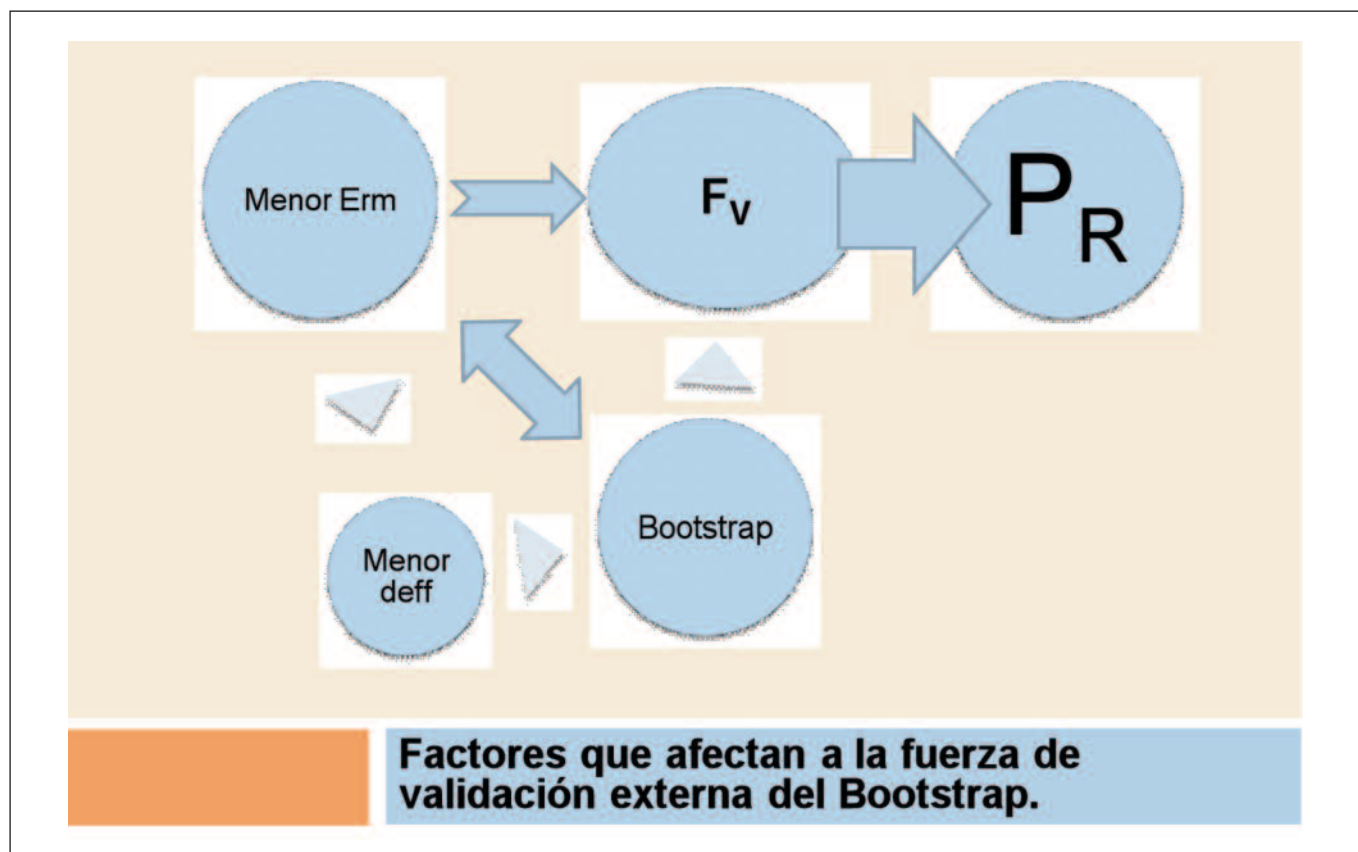 Menor Erm
Fv
PR
Bootstrap
Menor
deff
Factores que afectan a la fuerza de
validación externa del Bootstrap.